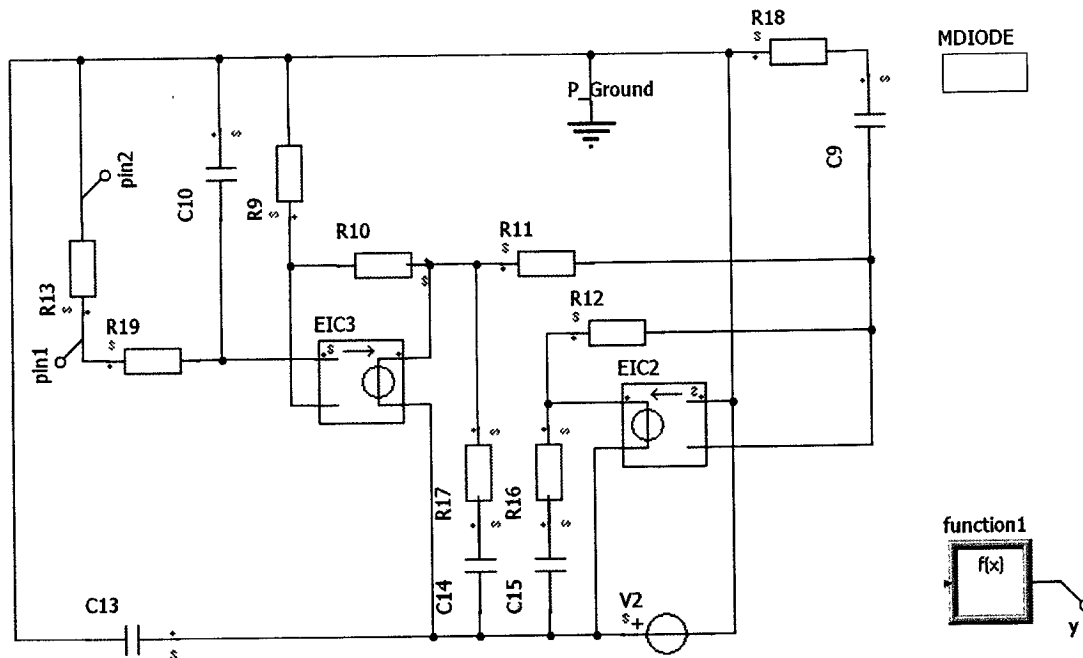 R18
MDIODE
S
S
P_Ground
S
pin2
C10
C9
R9
S
R10
R11
S
S
R13
S
R12
S
R19
S
pin1
EIC3
S
EIC2
S
S
S
R17
R16
S
S
C14
C15
function1
f(x)
C13
S
V2
S +
y